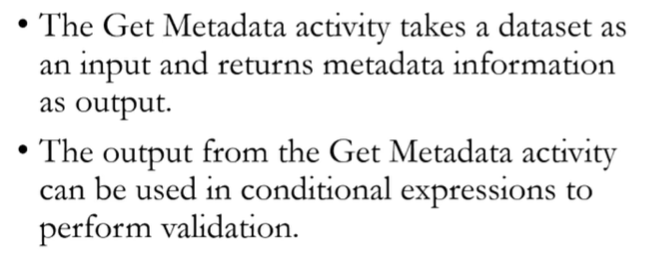 • The Get Metadata activity takes a dataset as
an input and returns metadata information
as output.
• The output from the Get Metadata activity
can be used in conditional expressions to
perform validation.